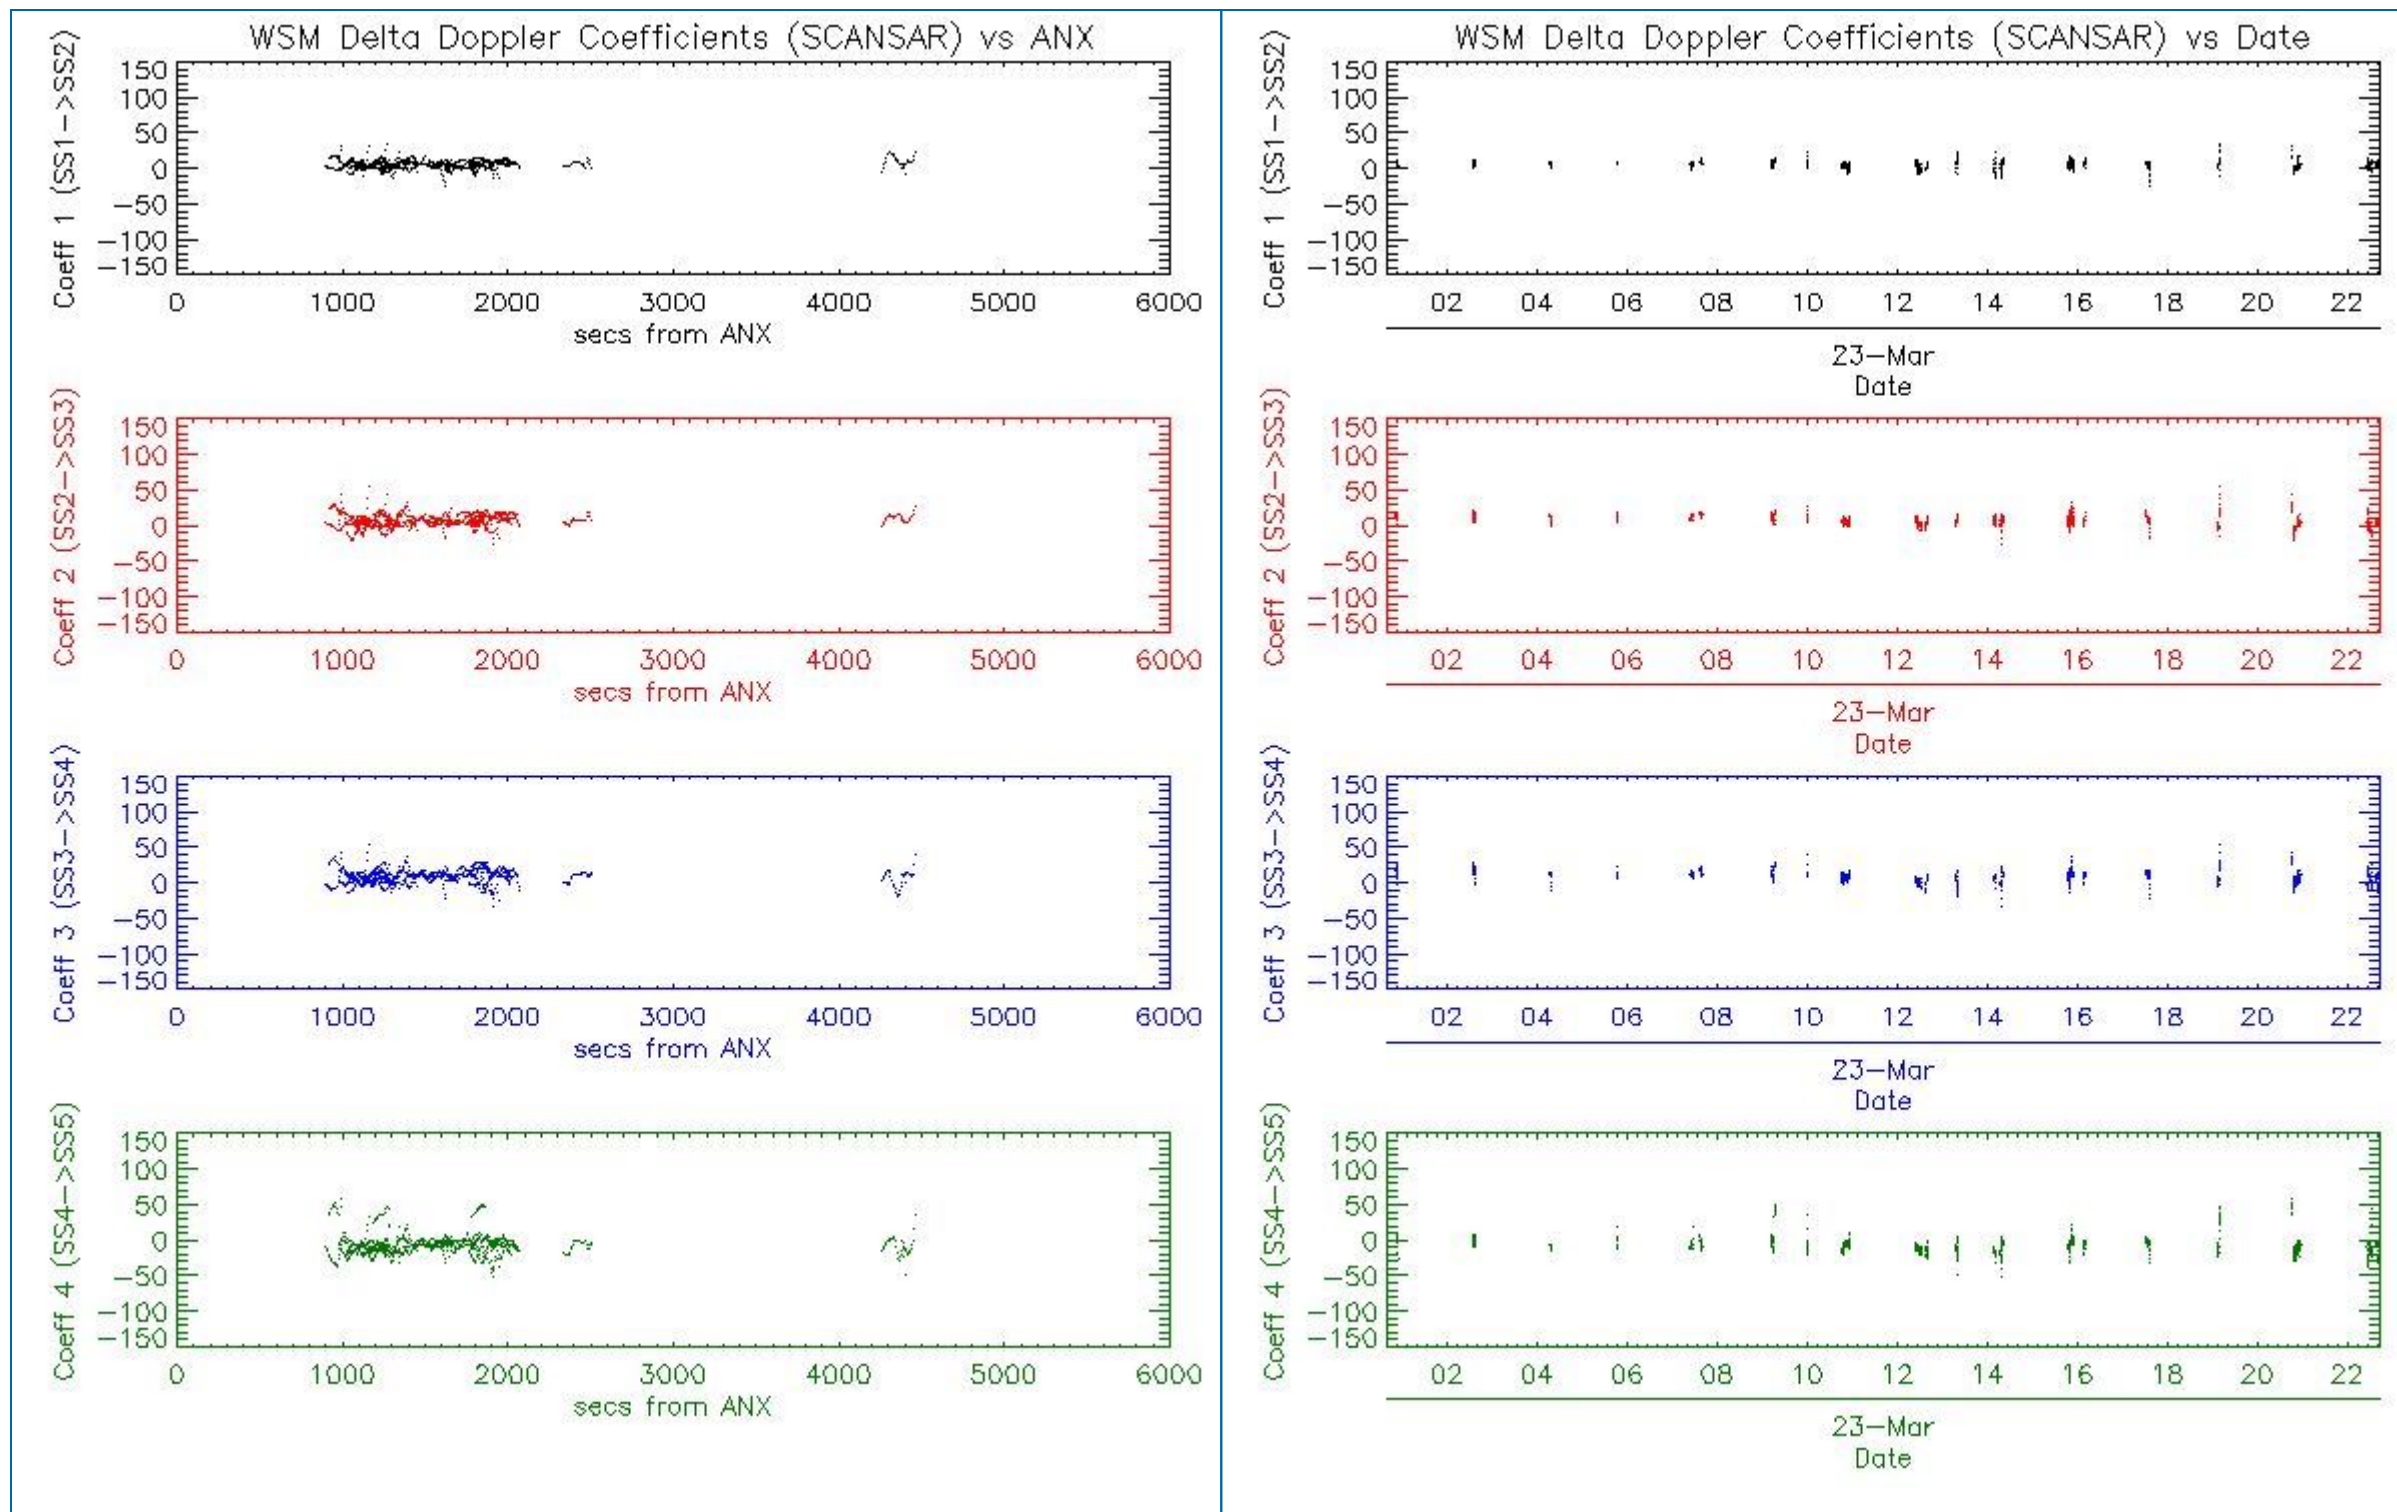 WSM Delta Doppler Coefficients (SCANSAR) vs ANX
Coeff 1 (SS1->SS2)
150
100
50
0
-50
-100
-150
0 1000 2000 3000 4000 5000 6000
secs from ANX
Coeff 2 (SS2->SS3)
150
100
50
0
-50
-100
-150
0 1000 2000 3000 4000 5000 6000
secs from ANX
Coeff 3 (SS3->SS4)
150
100
50
0
-50
-100
-150
0 1000 2000 3000 4000 5000 6000
secs from ANX
Coeff 4 (SS4->SS5)
150
100
50
0
-50
-100
-150
0 1000 2000 3000 4000 5000 6000
secs from ANX
WSM Delta Doppler Coefficients (SCANSAR) vs Date
Coeff 1 (SS1->SS2)
150
100
50
0
-50
-100
-150
02 04 06 08 10 12 14 16 18 20 22
23-Mar
Date
Coeff 2 (SS2->SS3)
150
100
50
0
-50
-100
-150
02 04 06 08 10 12 14 16 18 20 22
23-Mar
Date
Coeff 3 (SS3->SS4)
150
100
50
0
-50
-100
-150
02 04 06 08 10 12 14 16 18 20 22
23-Mar
Date
Coeff 4 (SS4->SS5)
150
100
50
0
-50
-100
-150
02 04 06 08 10 12 14 16 18 20 22
23-Mar
Date